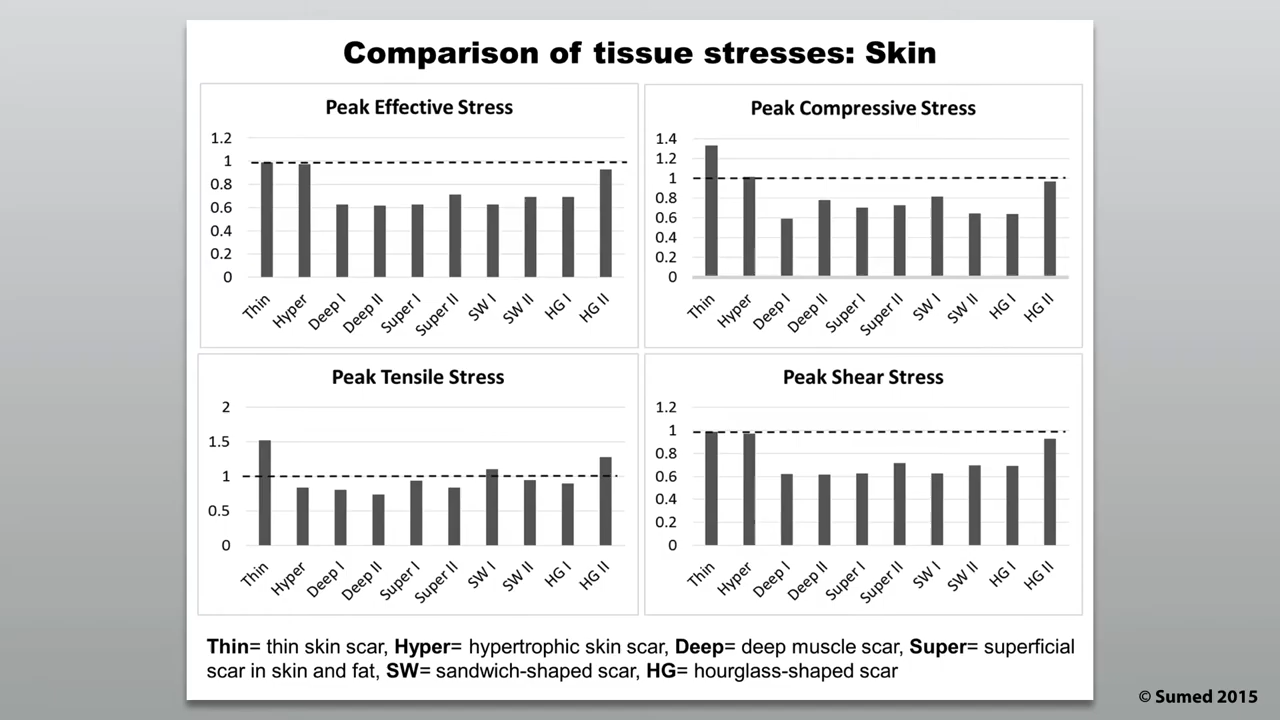 Comparison of tissue stresses: Skin
Peak Effective Stress
1.2
1
0.8
0.6
0.4
0.2
0
Thin
Hyper
Deep I
Deep II
Super I
Super II
SW I
SW II
HG I
HG II
Peak Compressive Stress
1.4
1.2
1
0.8
0.6
0.4
0.2
0
Thin
Hyper
Deep I
Deep II
Super I
Super II
SW I
SW II
HG I
HG II
Peak Tensile Stress
2
1.5
1
0.5
0
Thin
Hyper
Deep I
Deep II
Super I
Super II
SW I
SW II
HG I
HG II
Peak Shear Stress
1.2
1
0.8
0.6
0.4
0.2
0
Thin
Hyper
Deep I
Deep II
Super I
Super II
SW I
SW II
HG I
HG II
Thin= thin skin scar, Hyper= hypertrophic skin scar, Deep= deep muscle scar, Super= superficial
scar in skin and fat, SW= sandwich-shaped scar, HG= hourglass-shaped scar
© Sumed 2015